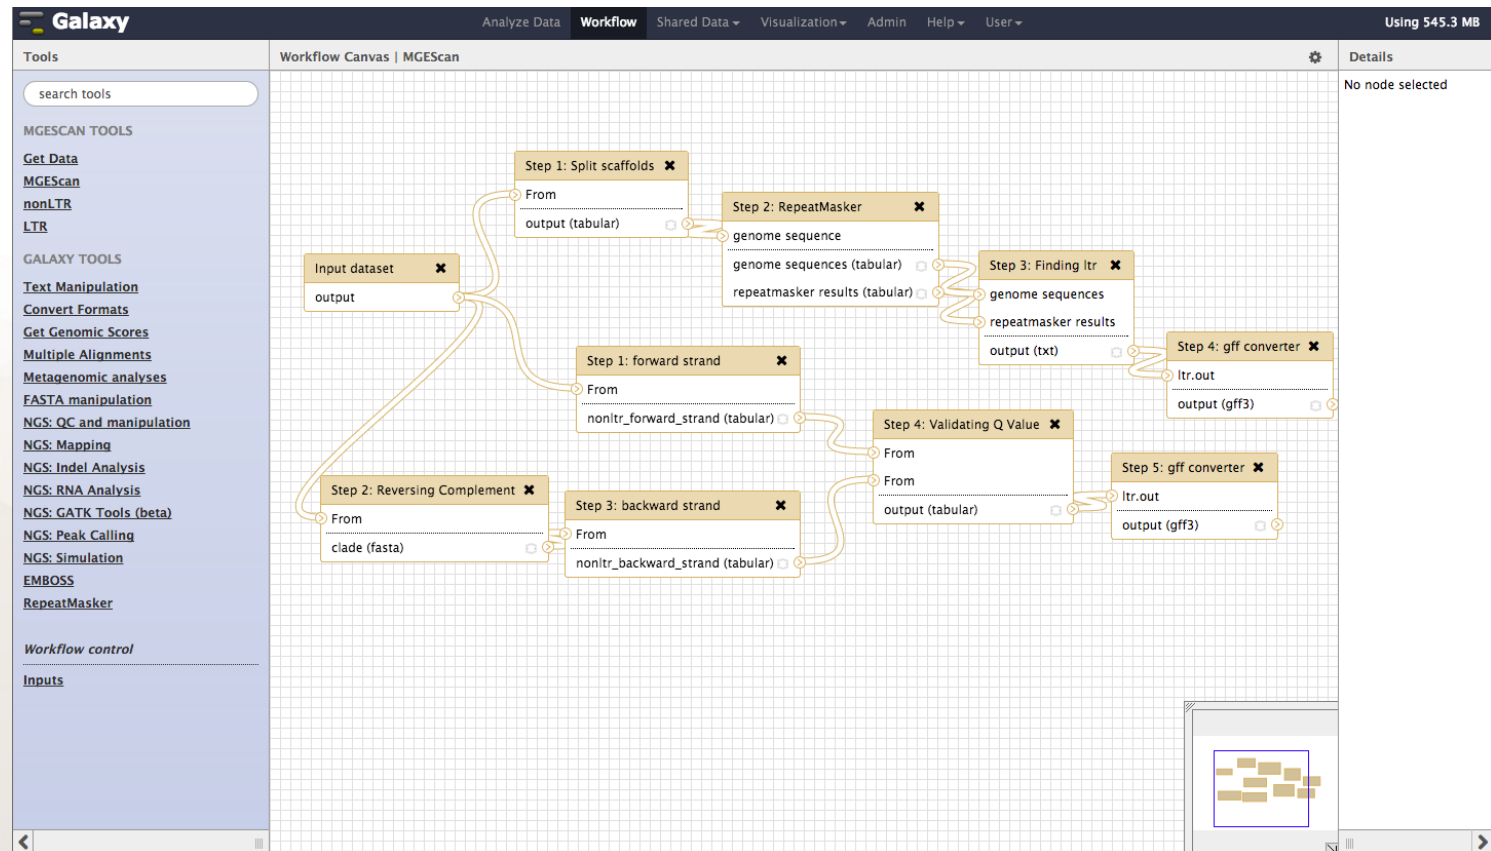 Galaxy
Analyze Data Workflow Shared Data Visualization Admin Help User
Using 545.3 MB
Tools
search tools
MGESCAN TOOLS
Get Data
MGEScan
nonLTR
LTR
GALAXY TOOLS
Text Manipulation
Convert Formats
Get Genomic Scores
Multiple Alignments
Metagenomic analyses
FASTA manipulation
NGS: QC and manipulation
NGS: Mapping
NGS: Indel Analysis
NGS: RNA Analysis
NGS: GATK Tools (beta)
NGS: Peak Calling
NGS: Simulation
EMBOSS
RepeatMasker
Workflow control
Inputs
Workflow Canvas | MGEScan
Input dataset
output
Step 1: Split scaffolds
From
output (tabular)
Step 2: RepeatMasker
genome sequence
genome sequences (tabular)
repeatmasker results (tabular)
Step 3: Finding ltr
genome sequences
repeatmasker results
output (txt)
Step 4: gff converter
ltr.out
output (gff3)
Step 1: forward strand
From
nonltr_forward_strand (tabular)
Step 2: Reversing Complement
From
clade (fasta)
Step 3: backward strand
From
nonltr_backward_strand (tabular)
Step 4: Validating Q Value
From
From
output (tabular)
Step 5: gff converter
ltr.out
output (gff3)
Details
No node selected